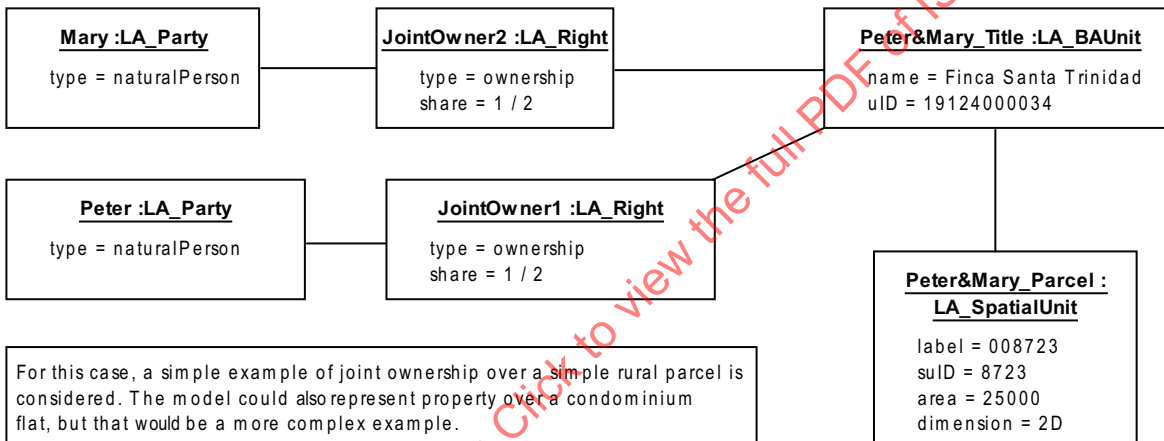 Mary :LA_Party
type = naturalPerson
JointOwner2 :LA_Right
type = ownership
share = 1 / 2
Peter&Mary_Title :LA_BAUnit
name = Finca Santa Trinidad
uID = 19124000034
Peter :LA_Party
type = naturalPerson
JointOwner1 :LA_Right
type = ownership
share = 1 / 2
Peter&Mary_Parcel :
LA_SpatialUnit
label = 008723
suID = 8723
area = 25000
dimension = 2D
For this case, a simple example of joint ownership over a simple rural parcel is
considered. The model could also represent property over a condominium
flat, but that would be a more complex example.
Click to view the full PDF of